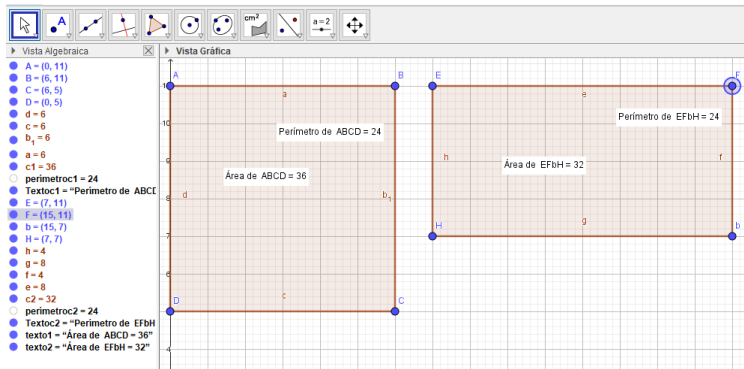 A
cm²
a = 2
Vista Algebraica
Vista Gráfica
A = (0, 11)
B = (6, 11)
C = (6, 5)
D = (0, 5)
d = 6
c = 6
b₁ = 6
a = 6
c1 = 36
perimetroc1 = 24
Textoc1 = “Perímetro de ABCD
E = (7, 11)
F = (15, 11)
b = (15, 7)
H = (7, 7)
h = 4
g = 8
f = 4
e = 8
c2 = 32
perimetroc2 = 24
Textoc2 = “Perímetro de EFbH
texto1 = “Área de ABCD = 36”
texto2 = “Área de EFbH = 32”
A
B
E
F
a
e
10
Perímetro de ABCD = 24
Perímetro de EFbH = 24
9
h
f
Área de EFbH = 32
Área de ABCD = 36
8
d
b₁
g
H
b
7
6
c
D
C
5
4